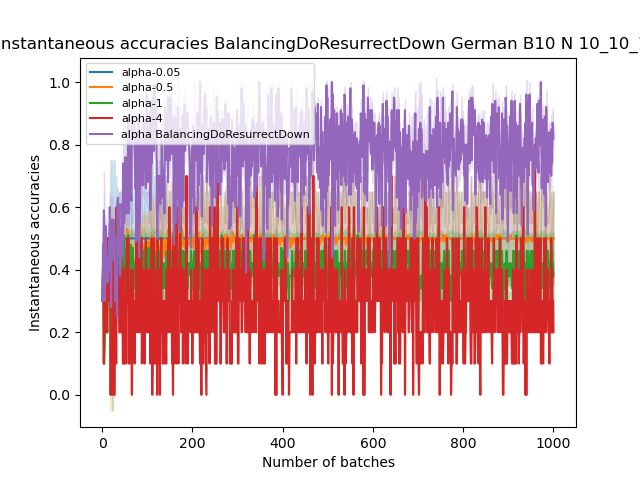 nstantaneous accuracies BalancingDoResurrectDown German B10 N 10_10_
alpha-0.05
alpha-0.5
alpha-1
alpha-4
alpha BalancingDoResurrectDown
Instantaneous accuracies
1.0
0.8
0.6
0.4
0.2
0.0
0 200 400 600 800 1000
Number of batches